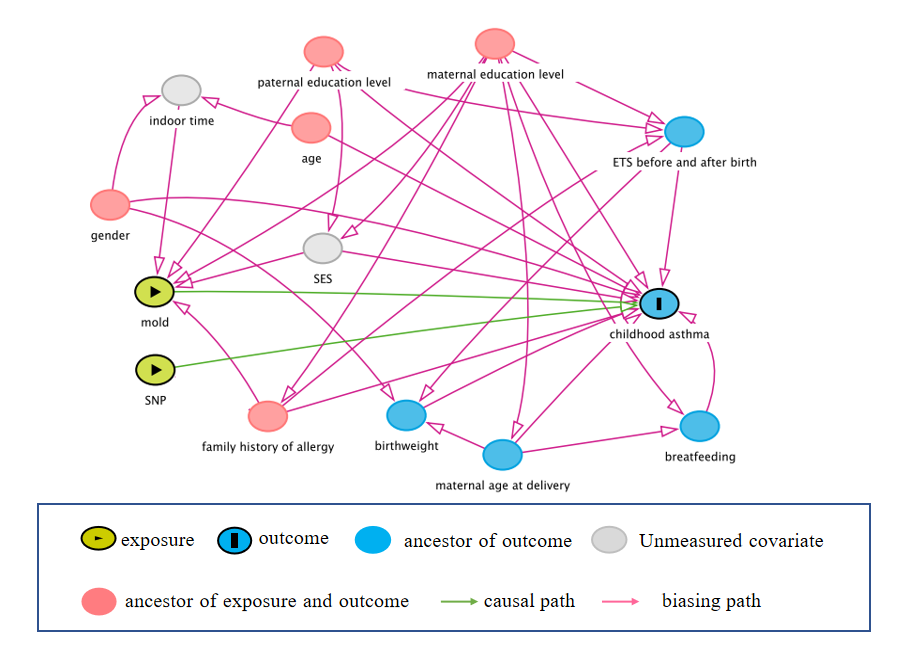 maternal education level
paternal education level
indoor time
age
ETS before and after birth
gender
SES
mold
childhood asthma
SNP
family history of allergy
birthweight
breatfeeding
maternal age at delivery
exposure
outcome
ancestor of outcome
Unmeasured covariate
ancestor of exposure and outcome
causal path
biasing path